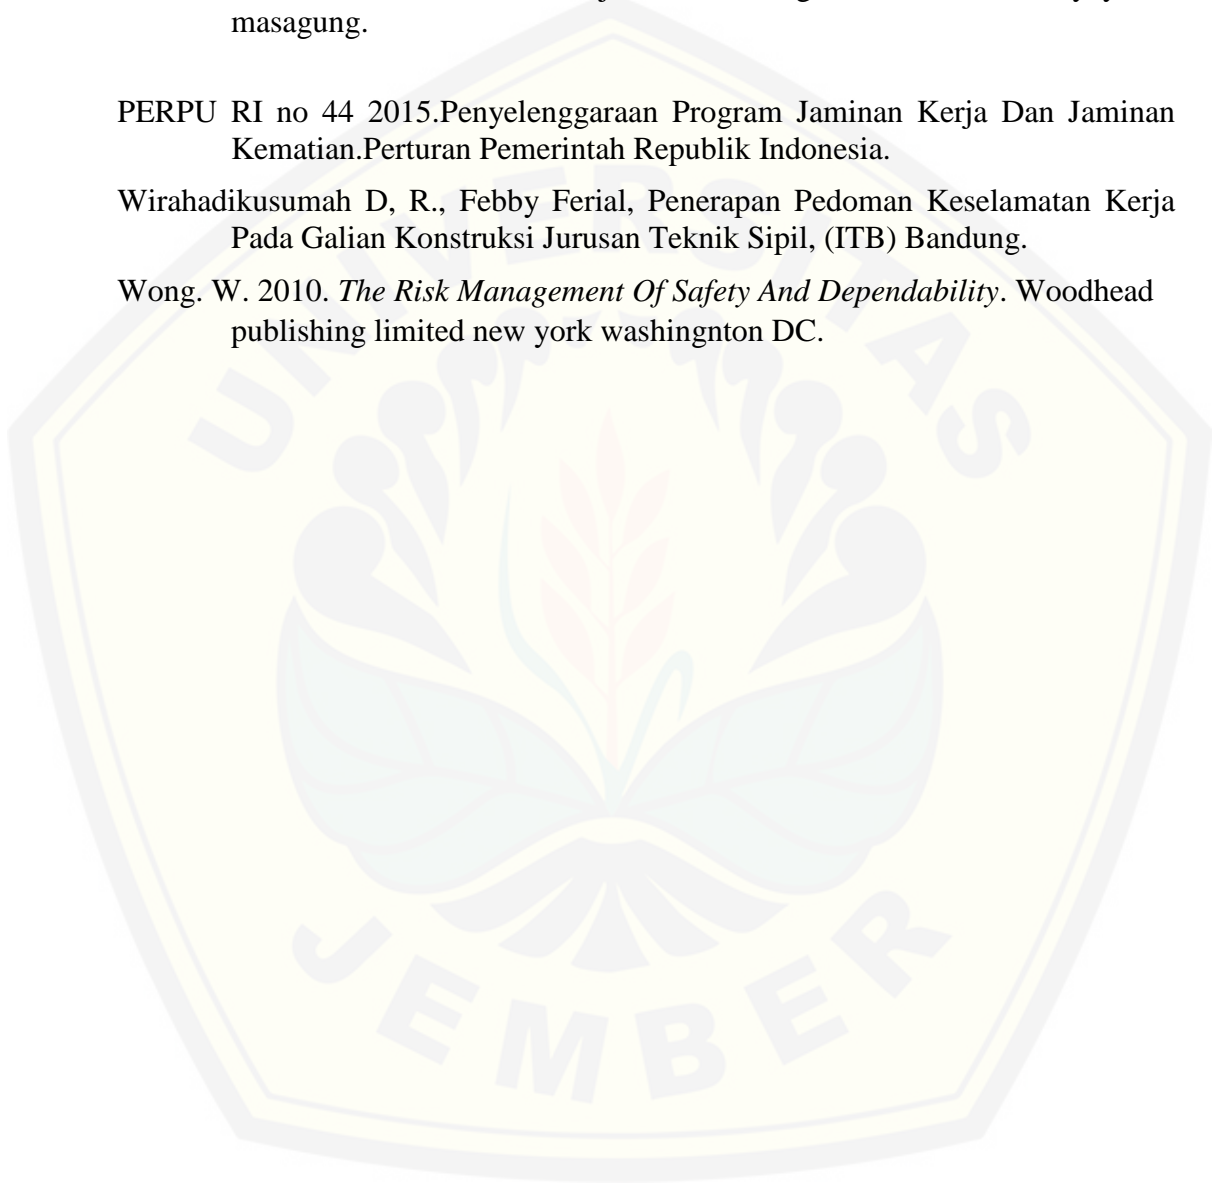 masagung.
PERPU RI no 44 2015.Penyelenggaraan Program Jaminan Kerja Dan Jaminan
Kematian.Perturan Pemerintah Republik Indonesia.
Wirahadikusumah D, R., Febby Ferial, Penerapan Pedoman Keselamatan Kerja
Pada Galian Konstruksi Jurusan Teknik Sipil, (ITB) Bandung.
Wong. W. 2010. The Risk Management Of Safety And Dependability. Woodhead
publishing limited new york washingnton DC.
UNIVERSITAS
JEMBER